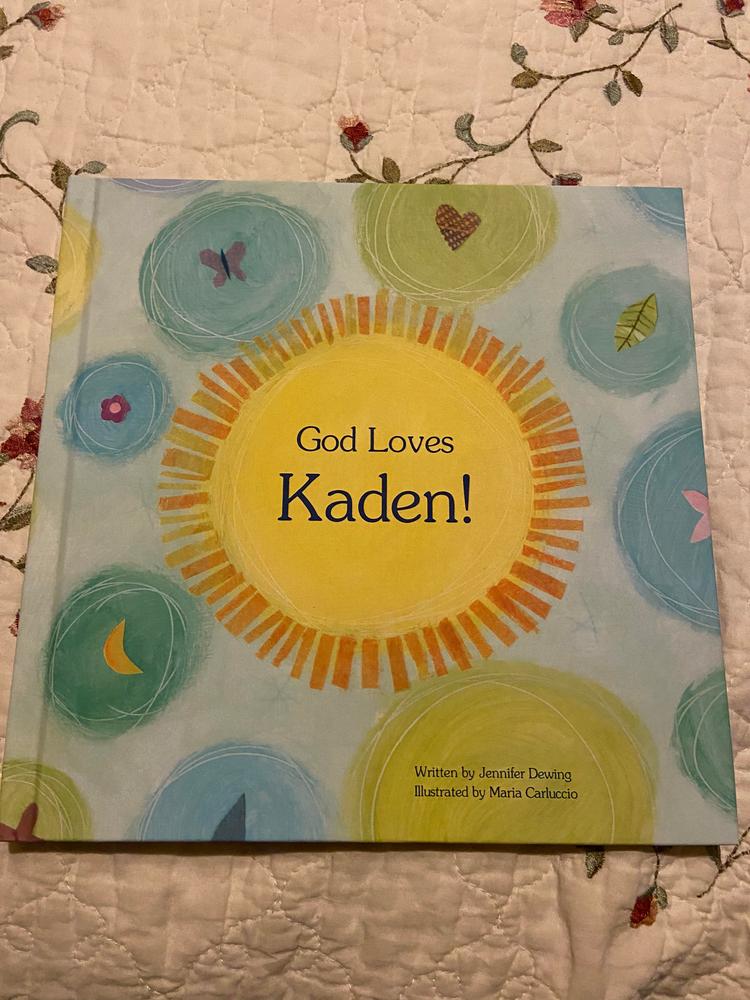 God Loves
Kaden!
Written by Jennifer Dewing
Illustrated by Maria Carluccio